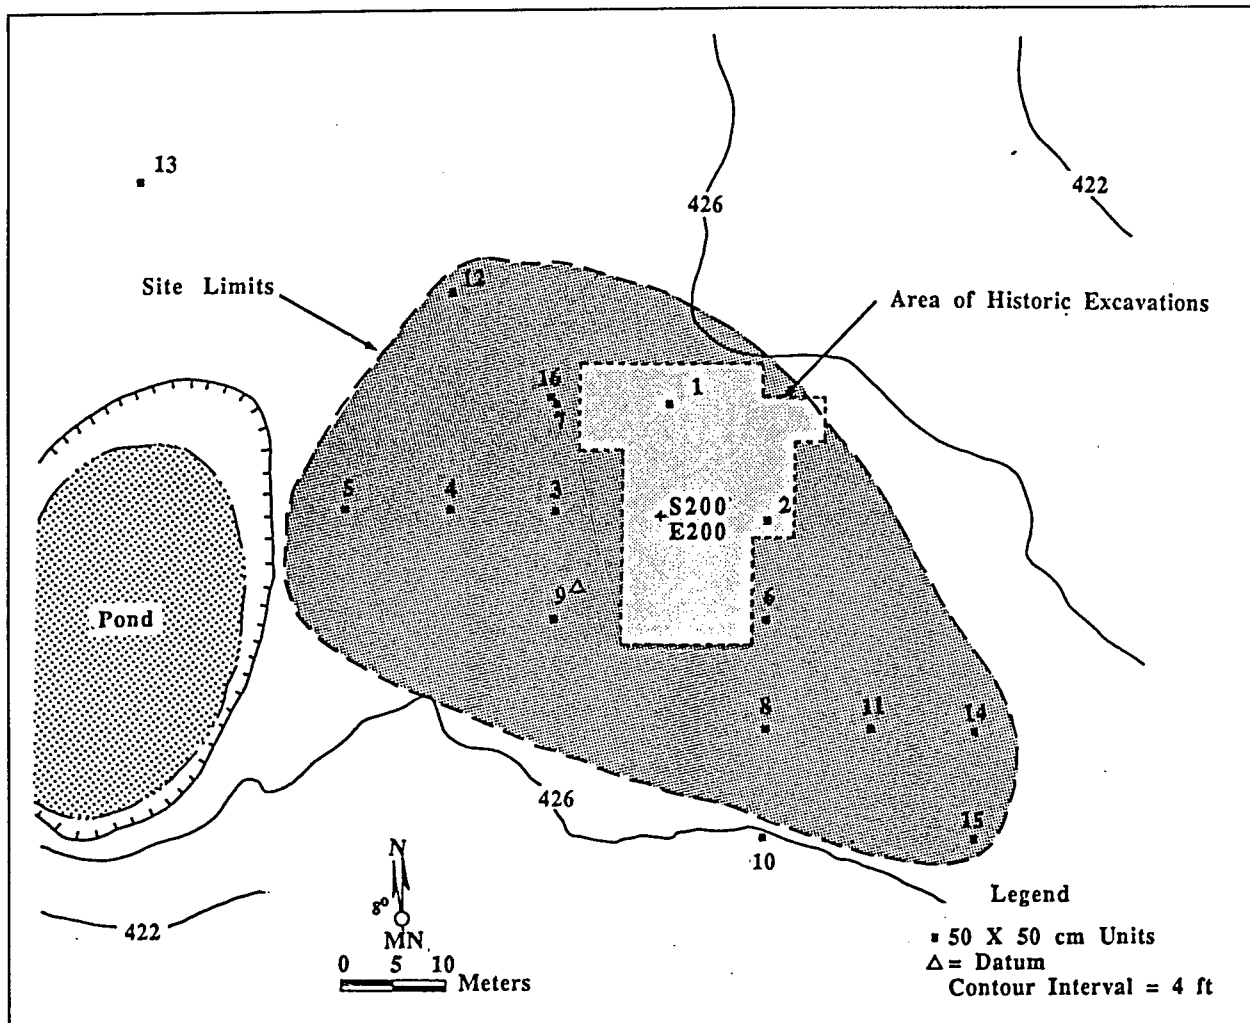 13
422
426
Site Limits
12
Area of Historic Excavations
16
1
7
5
4
3
S200
2
E200
9
6
Pond
8
11
14
426
15
10
N
8°
MN
422
0 5 10
Meters
Legend
50 X 50 cm Units
= Datum
Contour Interval = 4 ft